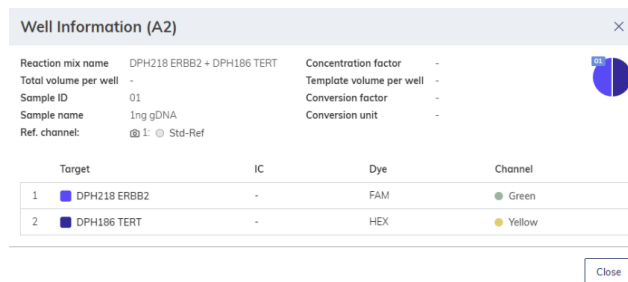 Well Information (A2)
Reaction mix name DPH218 ERBB2 + DPH186 TERT Concentration factor -
Total volume per well - Template volume per well -
Sample ID 01 Conversion factor -
Sample name 1ng gDNA Conversion unit -
Ref. channel: 1: Std-Ref
01
Target IC Dye Channel
1 DPH218 ERBB2 - FAM Green
2 DPH186 TERT - HEX Yellow
Close